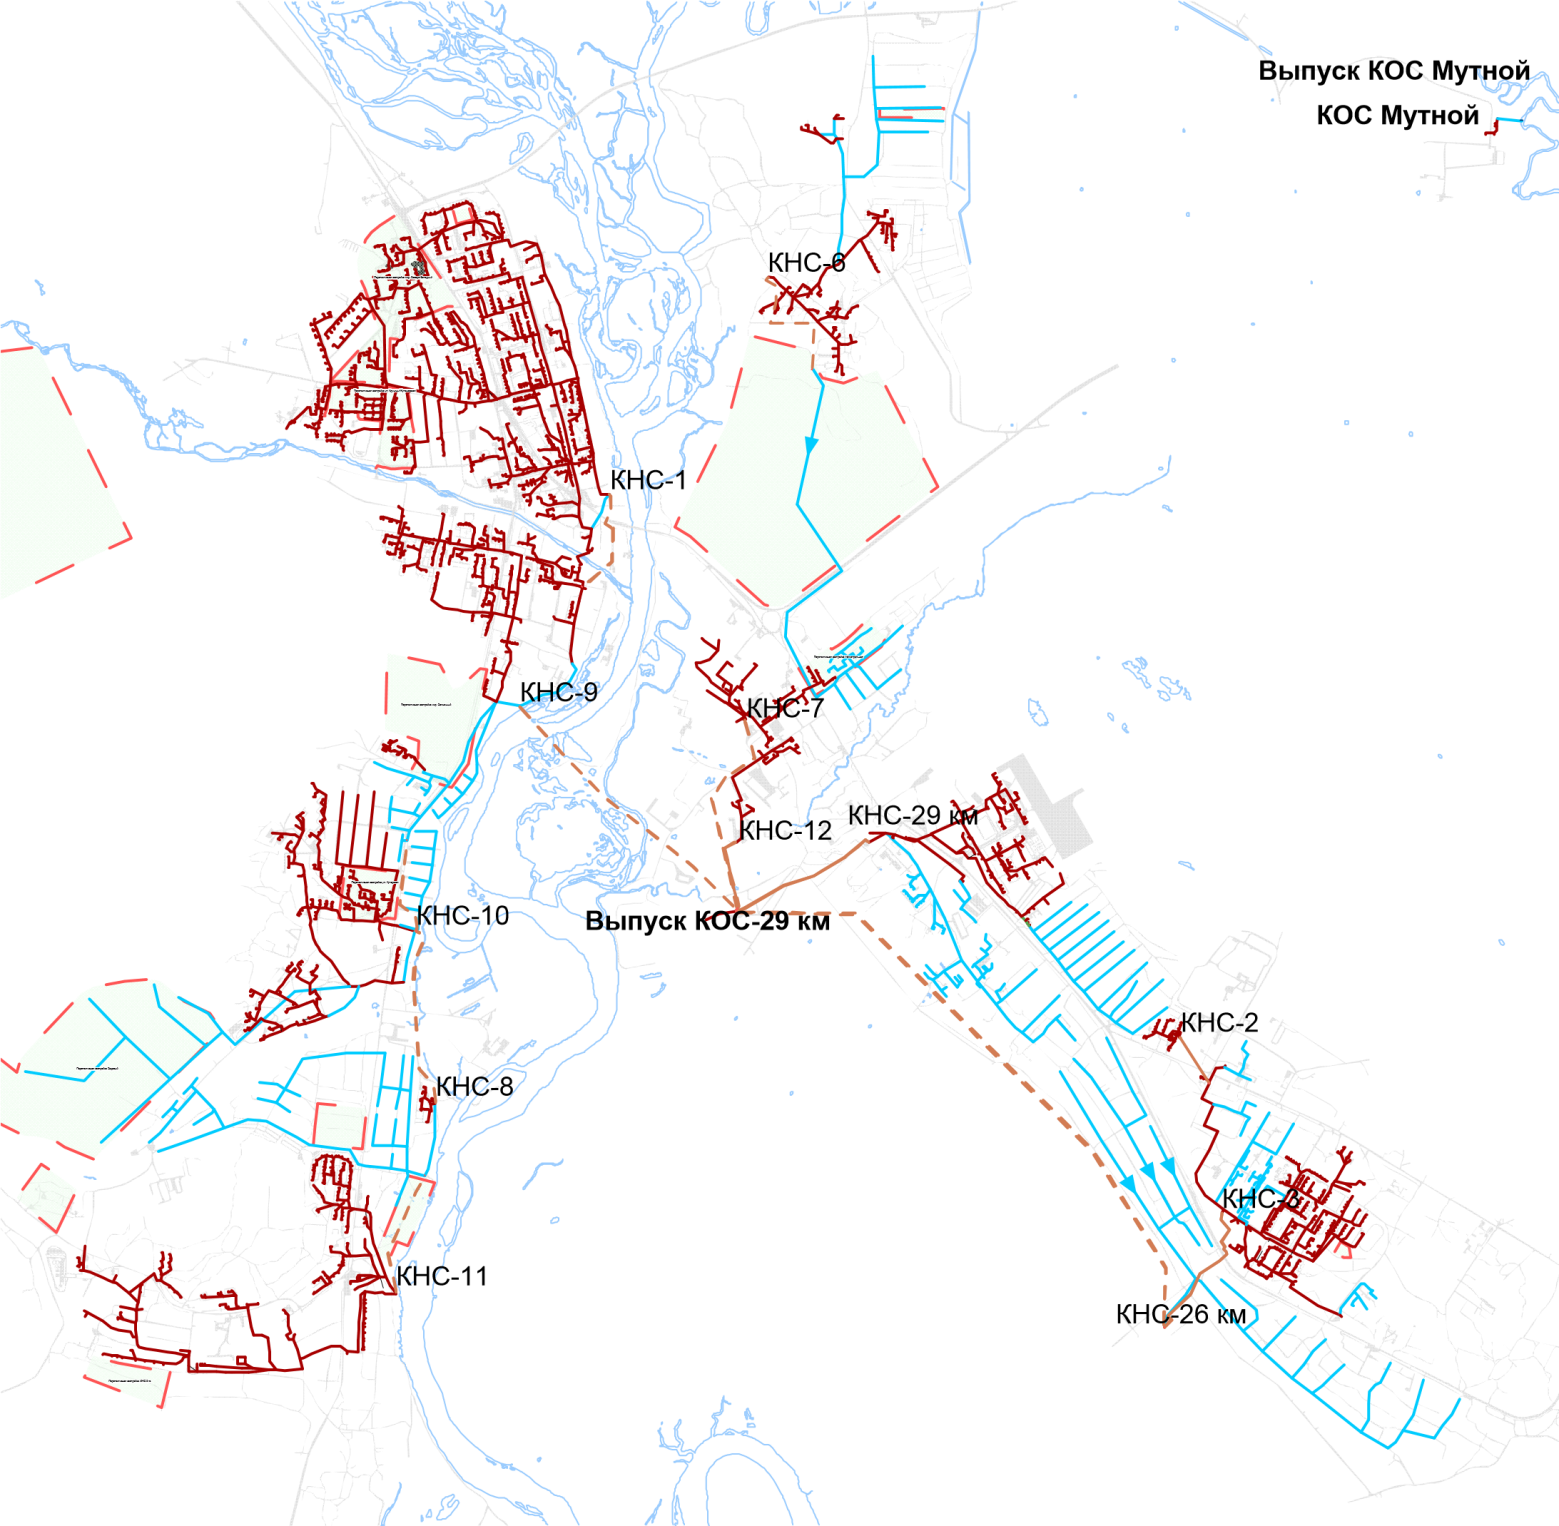 Выпуск КОС Мутной
КОС Мутной
КНС-6
КНС-1
КНС-9
КНС-7
КНС-29 км
КНС-12
КНС-10
Выпуск КОС-29 км
КНС-2
КНС-8
КНС-3
КНС-11
КНС-26 км